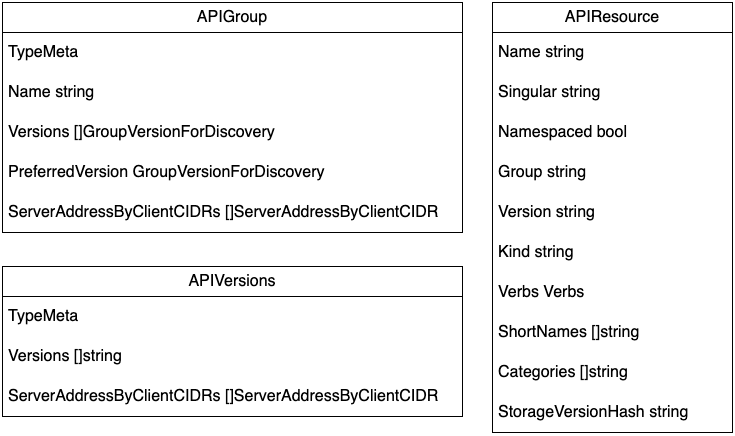 APIGroup
TypeMeta
Name string
Versions []GroupVersionForDiscovery
PreferredVersion GroupVersionForDiscovery
ServerAddressByClientCIDRs []ServerAddressByClientCIDR
APIVersions
TypeMeta
Versions []string
ServerAddressByClientCIDRs []ServerAddressByClientCIDR
APIResource
Name string
Singular string
Namespaced bool
Group string
Version string
Kind string
Verbs Verbs
ShortNames []string
Categories []string
StorageVersionHash string